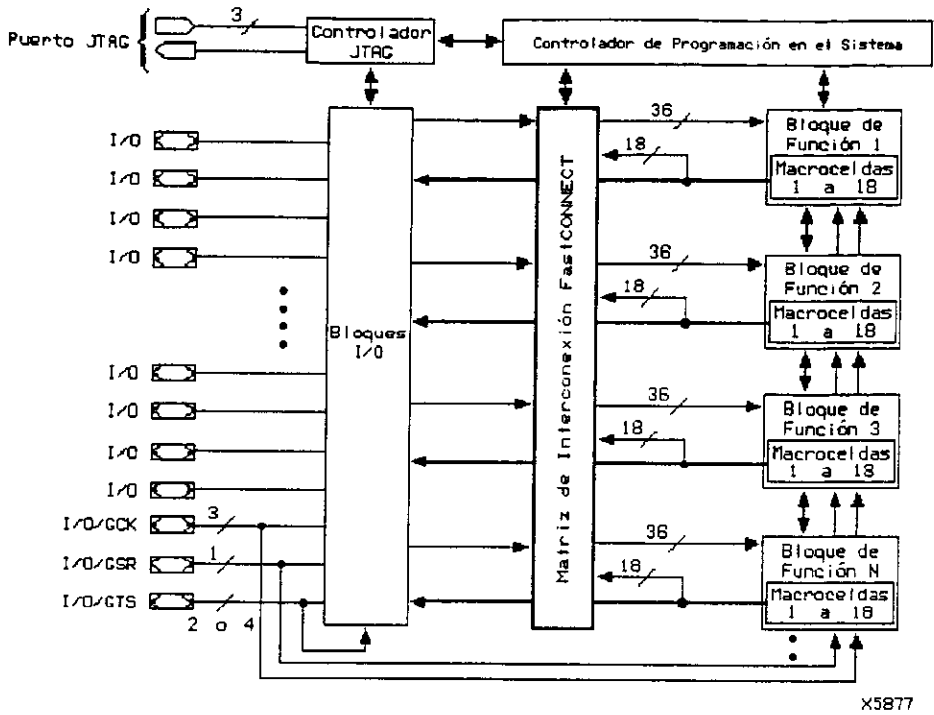 3
Puerto JTAG
Controlador
JTAG
Controlador de Programación en el Sistema
I/O
I/O
I/O
I/O
I/O
I/O
I/O
I/O
I/O/GCK
3
I/O/GSR
1
I/O/GTS
2 o 4
Bloques
I/O
Matriz de Interconexión FastCONNECT
36
18
Bloque de
Función 1
Macroceldas
1 a 18
36
18
Bloque de
Función 2
Macroceldas
1 a 18
36
18
Bloque de
Función 3
Macroceldas
1 a 18
36
18
Bloque de
Función N
Macroceldas
1 a 18
X5877